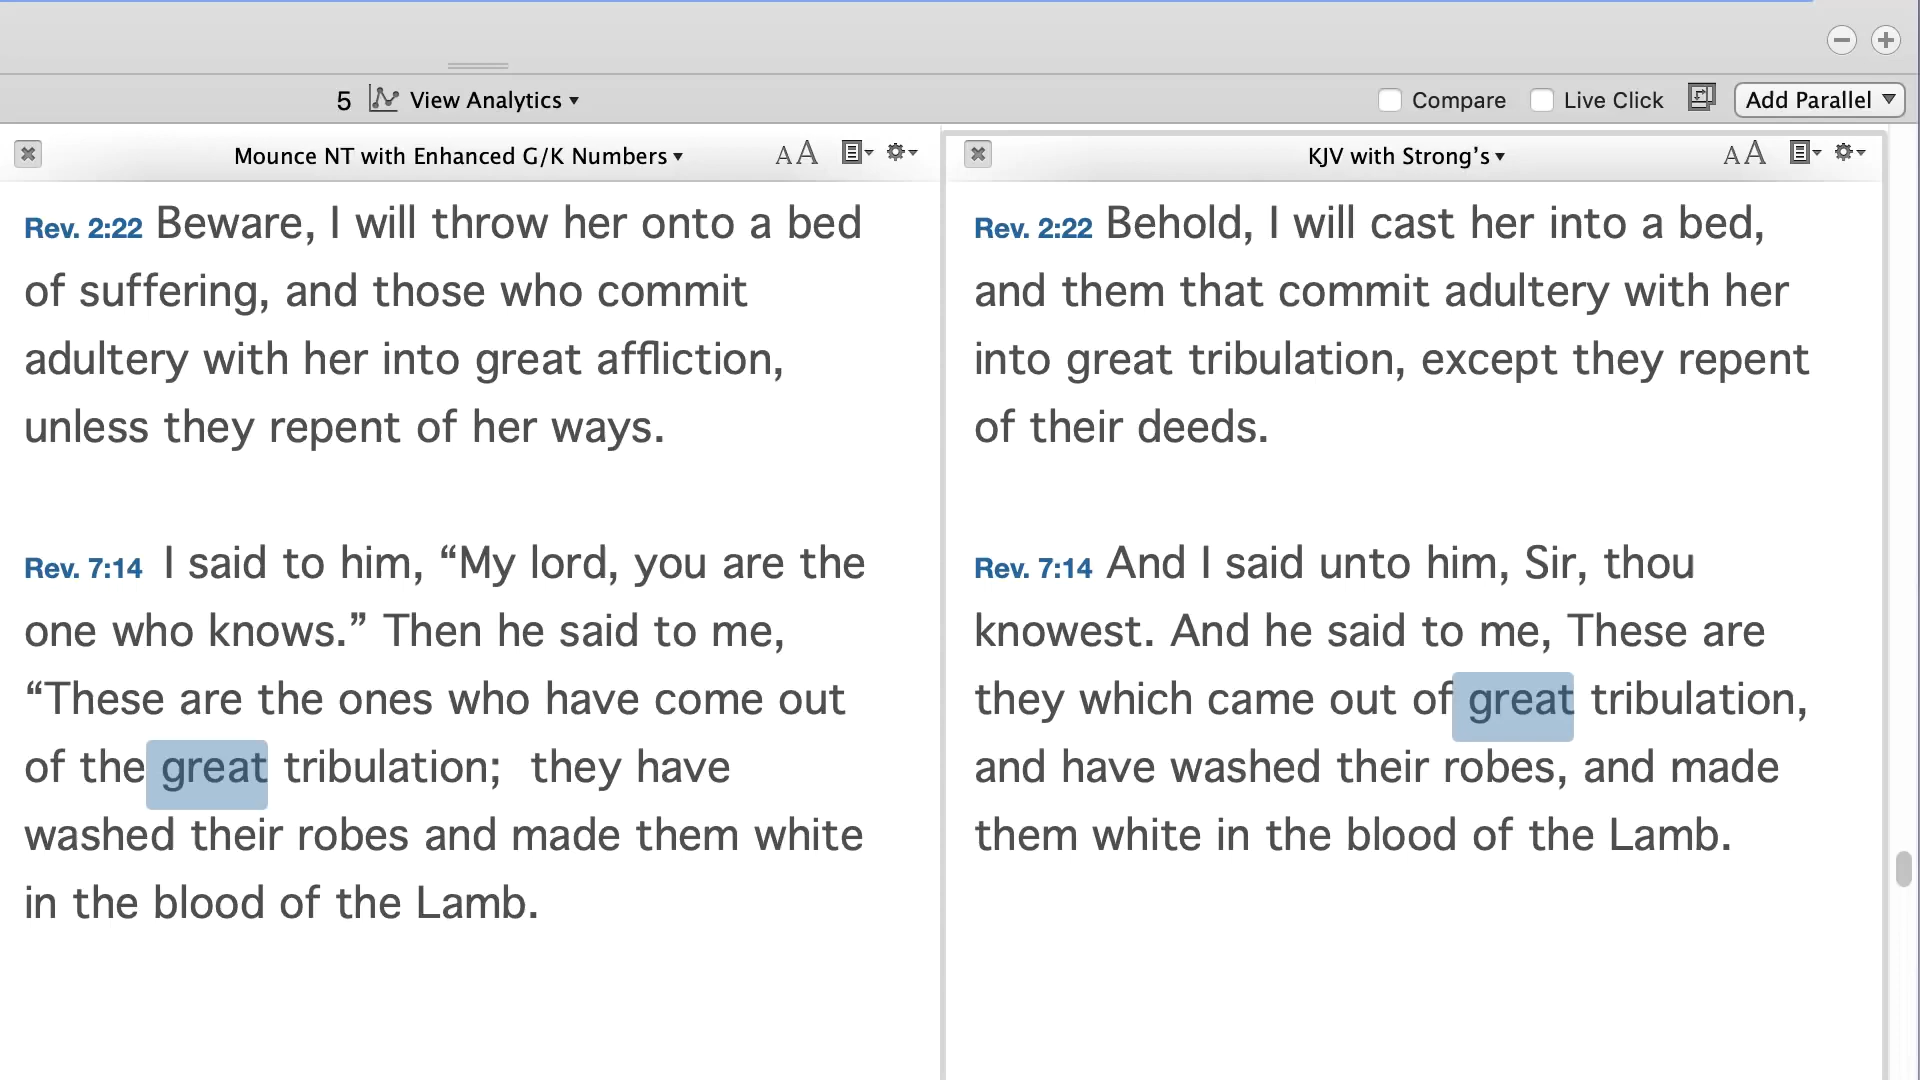 5 View Analytics
Compare Live Click Add Parallel
Mounce NT with Enhanced G/K Numbers AA
Rev. 2:22 Beware, I will throw her onto a bed
of suffering, and those who commit
adultery with her into great affliction,
unless they repent of her ways.
Rev. 7:14 I said to him, “My lord, you are the
one who knows.” Then he said to me,
“These are the ones who have come out
of the great tribulation; they have
washed their robes and made them white
in the blood of the Lamb.
KJV with Strong’s AA
Rev. 2:22 Behold, I will cast her into a bed,
and them that commit adultery with her
into great tribulation, except they repent
of their deeds.
Rev. 7:14 And I said unto him, Sir, thou
knowest. And he said to me, These are
they which came out of great tribulation,
and have washed their robes, and made
them white in the blood of the Lamb.